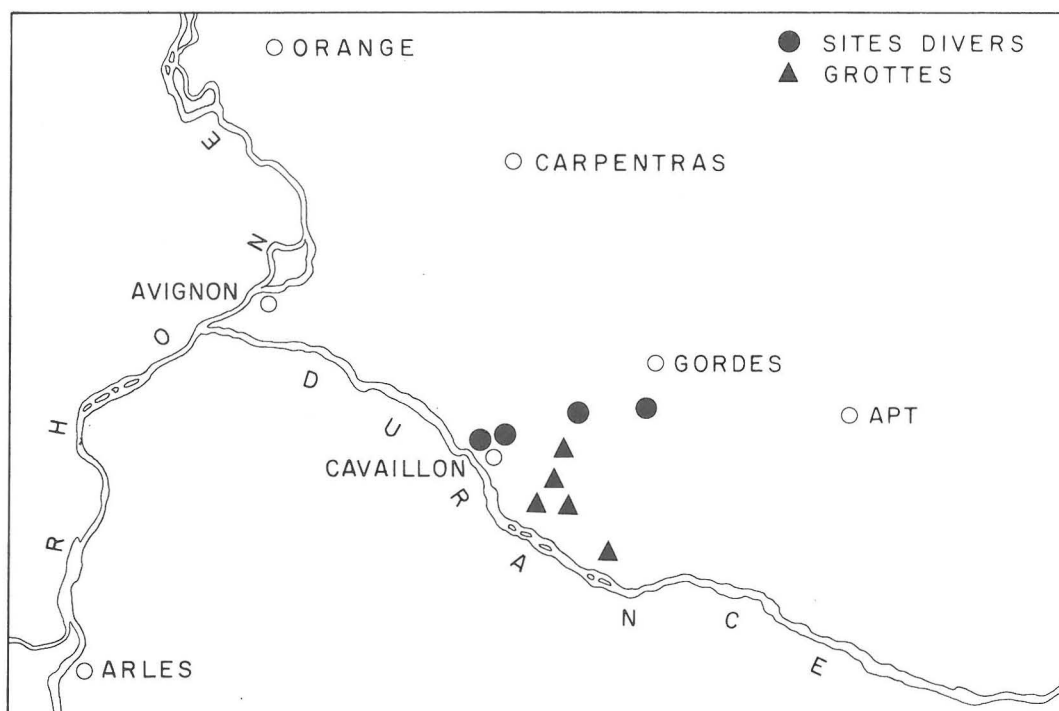 ORANGE
SITES DIVERS
GROTTES
CARPENTRAS
RHONE
AVIGNON
GORDES
DURANCE
APT
CAVAILLON
ARLES